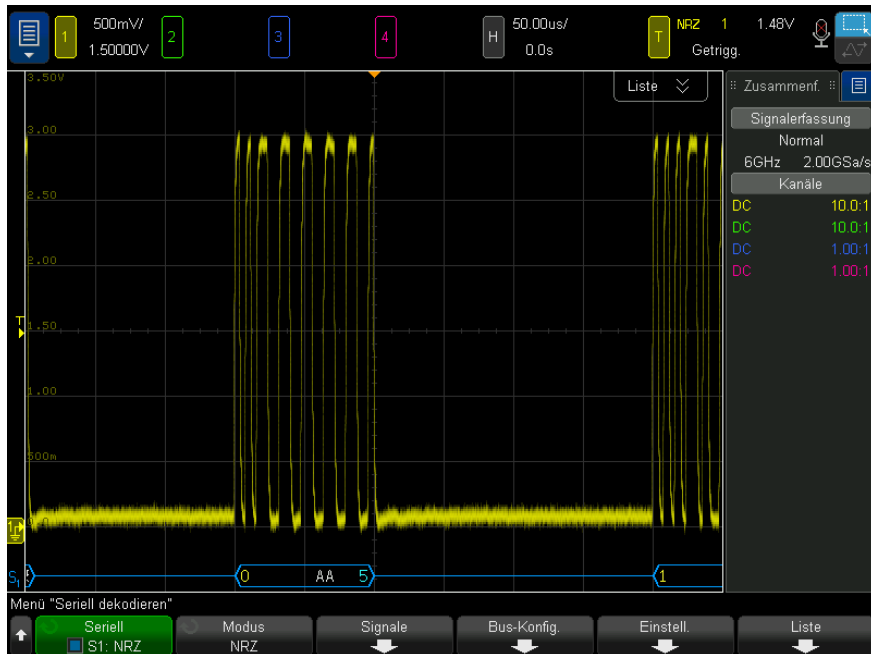 1 500mV/ 1.50000V 2 3 4 H 50.00us/ 0.0s T NRZ 1 1.48V Getrigg.
3.50V
Liste
Zusammenf.
Signalerfassung
Normal
6GHz 2.00GSa/s
Kanäle
DC 10.0:1
DC 10.0:1
DC 1.00:1
DC 1.00:1
3.00
2.50
2.00
T
1.50
1.00
500m
1
S1 0 AA 5 1
Menü "Seriell dekodieren"
Seriell Modus Signale Bus-Konfig. Einstell. Liste
S1: NRZ NRZ